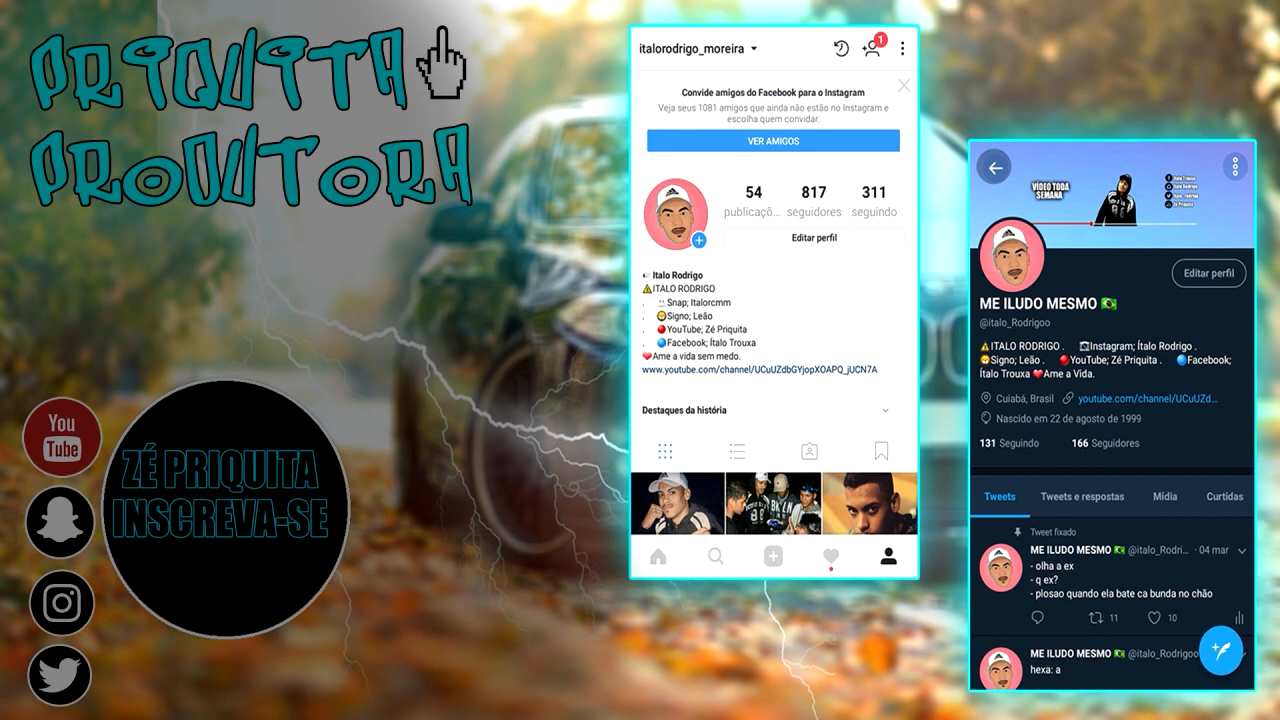 PRIQUITA
PRODUTORA
You
Tube
ZÉ PRIQUITA
INSCREVA-SE
italorodrigo_moreira
1
Convide amigos do Facebook para o Instagram
Veja seus 1081 amigos que ainda não estão no Instagram e
escolha quem convidar.
VER AMIGOS
54 817 311
publicaçõ... seguidores seguindo
Editar perfil
Italo Rodrigo
⚠ITALO RODRIGO
. Snap; Italorcmm
. Signo; Leão
. YouTube; Zé Priquita
. Facebook; Ítalo Trouxa
❤Ame a vida sem medo.
www.youtube.com/channel/UCuUZdbGYjopXOAPQ_jUCN7A
Destaques da história
VÍDEO TODA
SEMANA
Editar perfil
ME ILUDO MESMO 🇧🇷
@italo_Rodrigoo
⚠ITALO RODRIGO . Instagram; Ítalo Rodrigo .
Signo; Leão . YouTube; Zé Priquita . Facebook;
Ítalo Trouxa ❤Ame a Vida.
Cuiabá, Brasil youtube.com/channel/UCuUZd...
Nascido em 22 de agosto de 1999
131 Seguindo 166 Seguidores
Tweets Tweets e respostas Mídia Curtidas
Tweet fixado
ME ILUDO MESMO 🇧🇷 @italo_Rodri... · 04 mar
- olha a ex
- q ex?
- plosao quando ela bate ca bunda no chão
11 10
ME ILUDO MESMO 🇧🇷 @italo_Rodrigoo
hexa: a